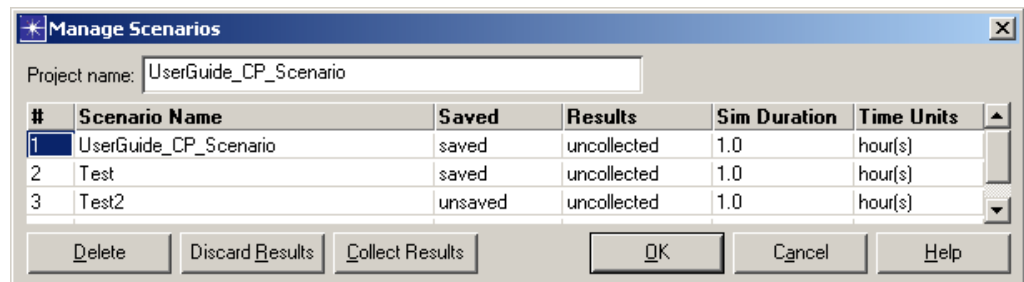 Manage Scenarios
Project name: UserGuide_CP_Scenario
# Scenario Name Saved Results Sim Duration Time Units
1 UserGuide_CP_Scenario saved uncollected 1.0 hour(s)
2 Test saved uncollected 1.0 hour(s)
3 Test2 unsaved uncollected 1.0 hour(s)
Delete Discard Results Collect Results OK Cancel Help